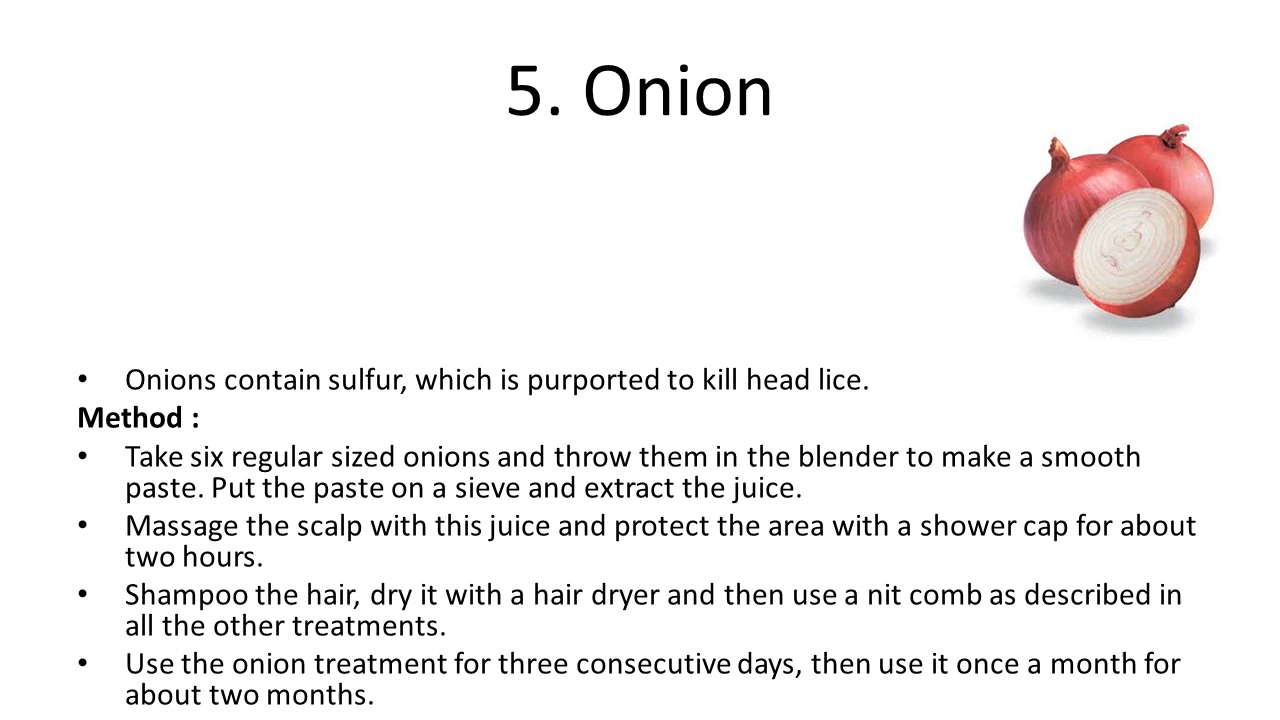 5. Onion
• Onions contain sulfur, which is purported to kill head lice.
Method :
• Take six regular sized onions and throw them in the blender to make a smooth
paste. Put the paste on a sieve and extract the juice.
• Massage the scalp with this juice and protect the area with a shower cap for about
two hours.
• Shampoo the hair, dry it with a hair dryer and then use a nit comb as described in
all the other treatments.
• Use the onion treatment for three consecutive days, then use it once a month for
about two months.